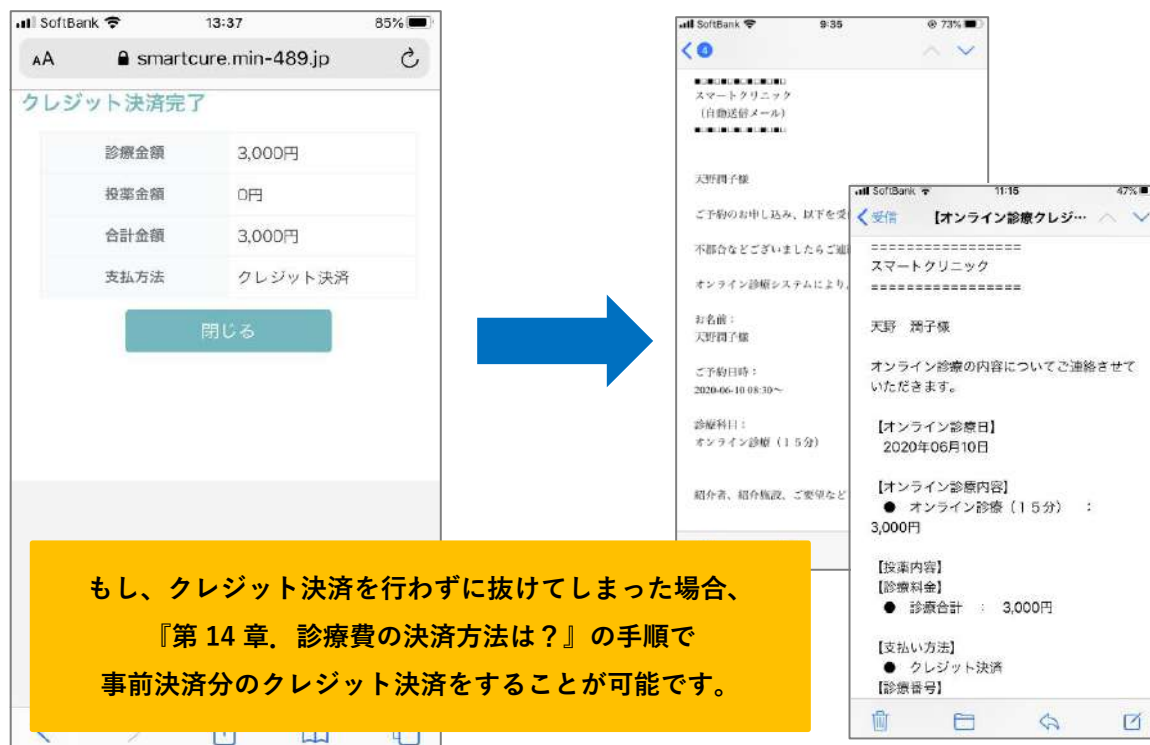 SoftBank 13:37 85%
AA smartcure.min-489.jp
クレジット決済完了
診療金額 3,000円
投薬金額 0円
合計金額 3,000円
支払方法 クレジット決済
閉じる
もし、クレジット決済を行わずに抜けてしまった場合、
『第 14 章．診療費の決済方法は？』の手順で
事前決済分のクレジット決済をすることが可能です。
SoftBank 9:35 73%
4
スマートクリニック
（自動送信メール）
天野潤子様
ご予約のお申し込み、以下を受
不都合などございましたらご連
オンライン診療システムにより、
お名前：
天野潤子様
ご予約日時：
2020-06-10 08:30～
診療科目：
オンライン診療（１５分）
紹介者、紹介施設、ご要望など
SoftBank 11:15 47%
受信 【オンライン診療クレジ…
=================
スマートクリニック
=================
天野　潤子様
オンライン診療の内容についてご連絡させて
いただきます。
【オンライン診療日】
2020年06月10日
【オンライン診療内容】
● オンライン診療（１５分） ：
3,000円
【投薬内容】
【診療料金】
● 診療合計 ： 3,000円
【支払い方法】
● クレジット決済
【診療番号】